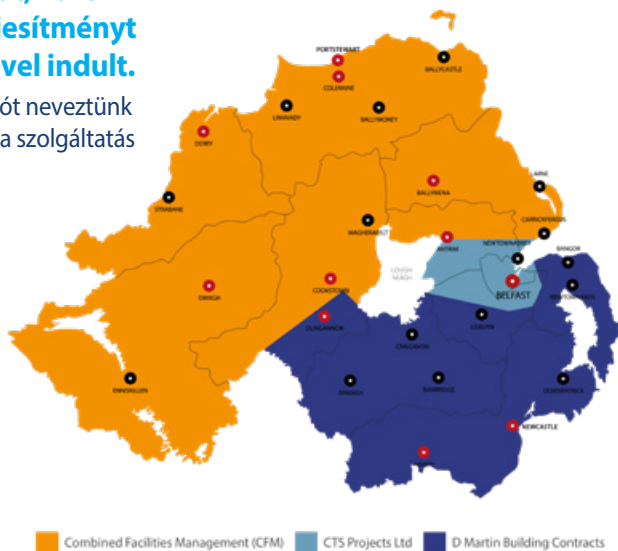 jesítményt
vel indult.
ót neveztünk
a szolgáltatás
PORTSTEWART
BALLYCASTLE
COLERAINE
LIMAVADY
BALLYMONEY
DERRY
LARNE
BALLYMENA
STRABANE
CARRICKFERGUS
MAGHERAFELT
ANTRIM
NEWTOWNABBEY
BANGOR
LOUGH
NEAGH
OMAGH
COOKSTOWN
BELFAST
NEWTOWNARDS
DUNGANNON
LISBURN
CRAIGAVON
ENNISKILLEN
ARMAGH
BANBRIDGE
DOWNPATRICK
NEWCASTLE
Combined Facilities Management (CFM)
CTS Projects Ltd
D Martin Building Contracts